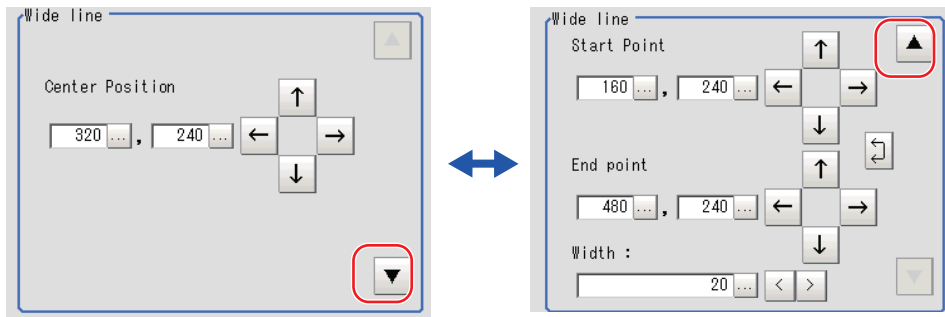 Wide line
Center Position
320 ... , 240 ...
Wide line
Start Point
160 ... , 240 ...
End point
480 ... , 240 ...
Width :
20 ... < >